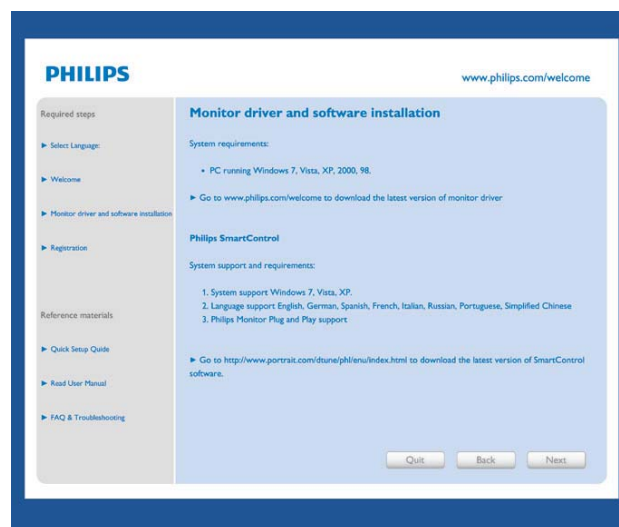 PHILIPS
www.philips.com/welcome
Required steps
► Select Language:
► Welcome
► Monitor driver and software installation
► Registration
Reference materials
► Quick Setup Quide
► Read User Manual
► FAQ & Troubleshooting
Monitor driver and software installation
System requirements:
• PC running Windows 7, Vista, XP, 2000, 98.
► Go to www.philips.com/welcome to download the latest version of monitor driver
Philips SmartControl
System support and requirements:
1. System support Windows 7, Vista, XP.
2. Language support English, German, Spanish, French, Italian, Russian, Portuguese, Simplified Chinese
3. Philips Monitor Plug and Play support
► Go to http://www.portrait.com/dtune/phl/enu/index.html to download the latest version of SmartControl
software.
Quit
Back
Next